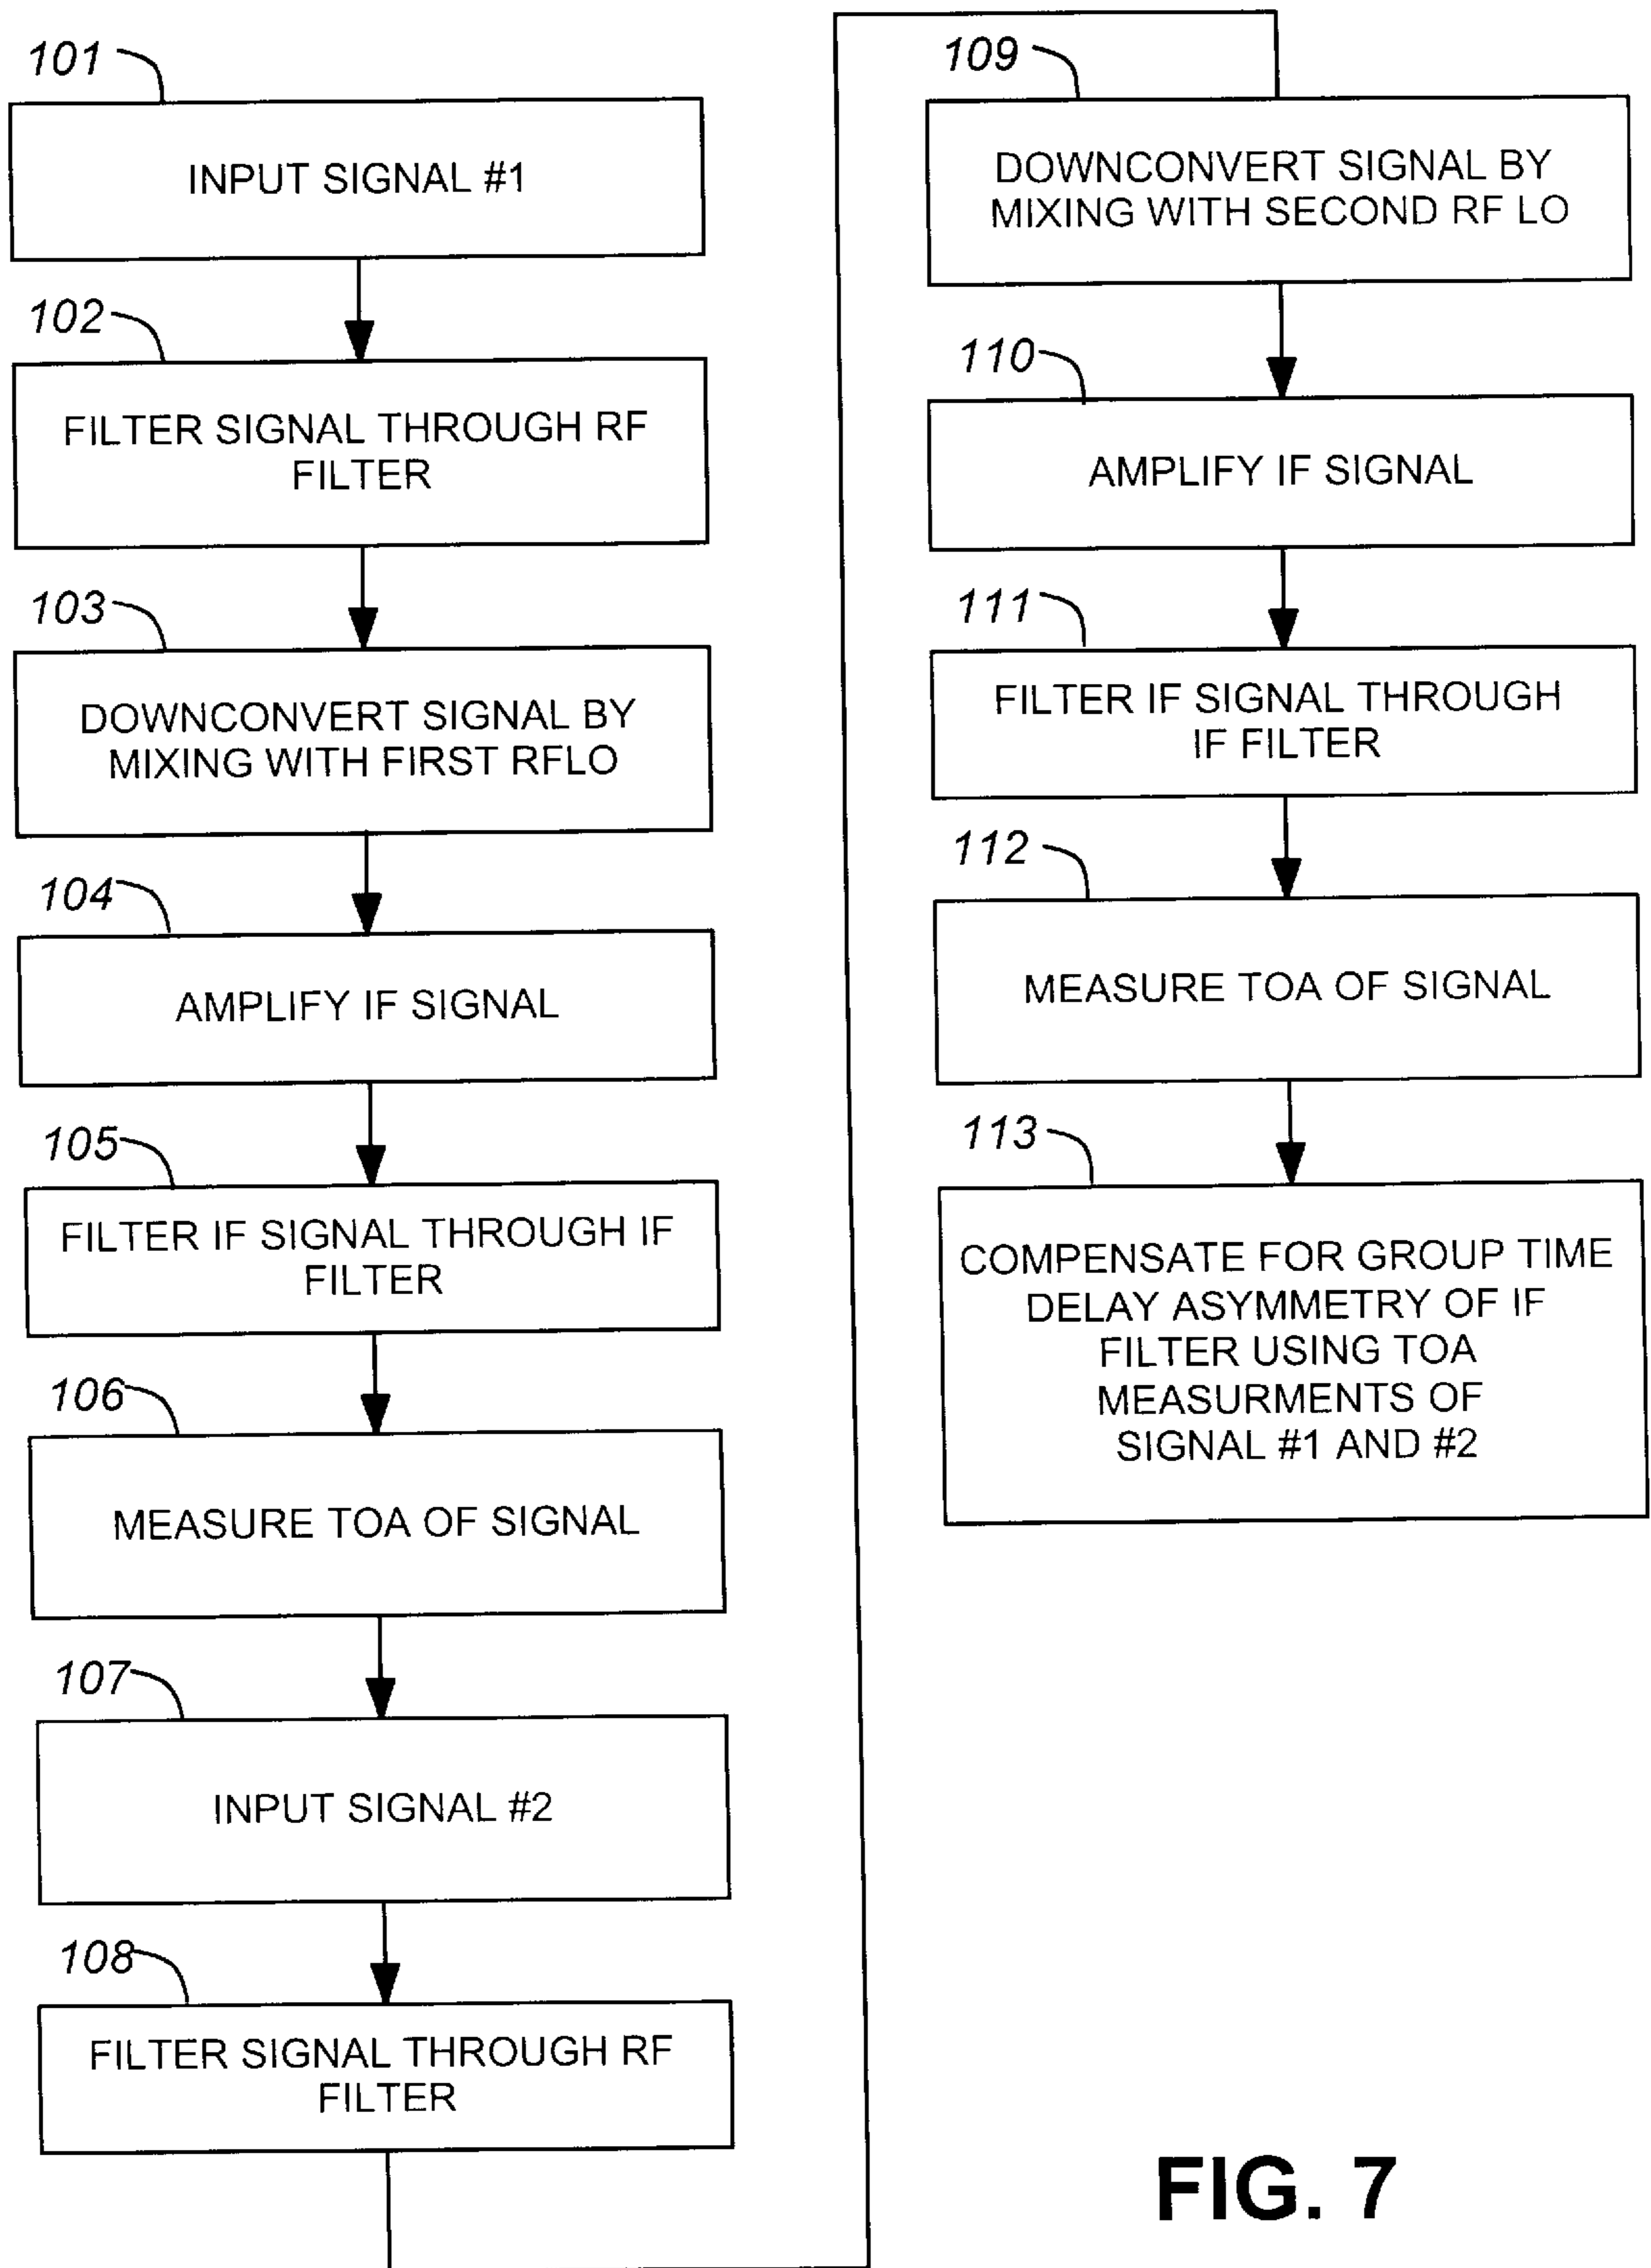 101
INPUT SIGNAL #1
102
FILTER SIGNAL THROUGH RF
FILTER
103
DOWNCONVERT SIGNAL BY
MIXING WITH FIRST RFLO
104
AMPLIFY IF SIGNAL
105
FILTER IF SIGNAL THROUGH IF
FILTER
106
MEASURE TOA OF SIGNAL
107
INPUT SIGNAL #2
108
FILTER SIGNAL THROUGH RF
FILTER
109
DOWNCONVERT SIGNAL BY
MIXING WITH SECOND RF LO
110
AMPLIFY IF SIGNAL
111
FILTER IF SIGNAL THROUGH
IF FILTER
112
MEASURE TOA OF SIGNAL
113
COMPENSATE FOR GROUP TIME
DELAY ASYMMETRY OF IF
FILTER USING TOA
MEASURMENTS OF
SIGNAL #1 AND #2
FIG. 7